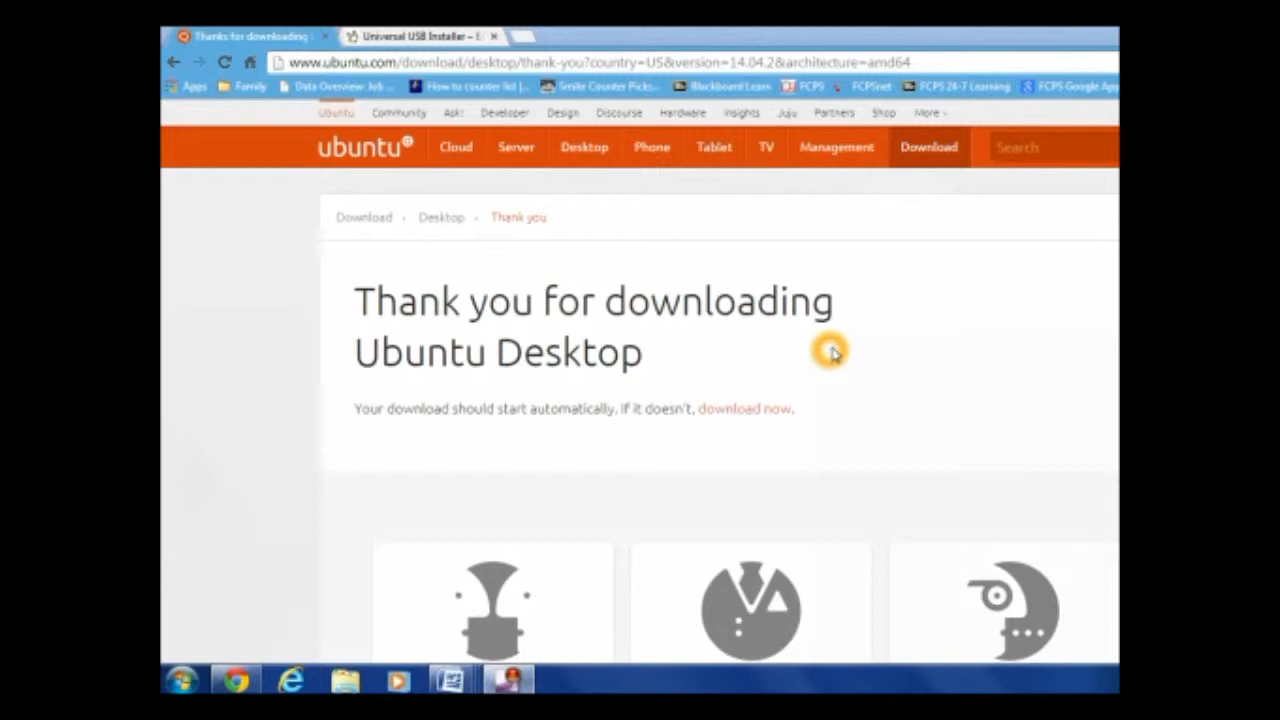 Thanks for downloading
Universal USB Installer – E
www.ubuntu.com/download/desktop/thank-you?country=US&version=14.04.2&architecture=amd64
Apps Family Data Overview: Job ... How to counter list |... Smite Counter Picks... Blackboard Learn FCPS FCPSnet FCPS 24-7 Learning FCPS Google App
Ubuntu Community Ask! Developer Design Discourse Hardware Insights Juju Partners Shop More
ubuntu Cloud Server Desktop Phone Tablet TV Management Download Search
Download › Desktop › Thank you
Thank you for downloading
Ubuntu Desktop
Your download should start automatically. If it doesn't, download now.